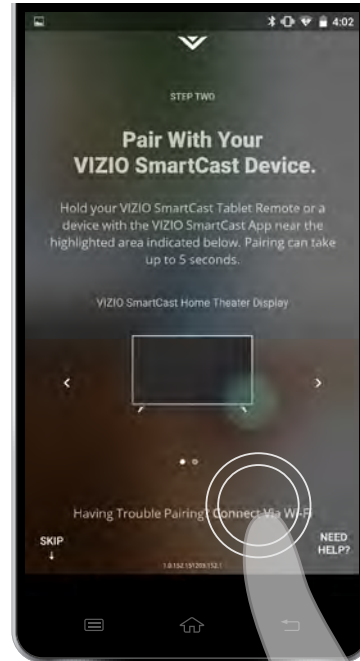 4:02
STEP TWO
Pair With Your
VIZIO SmartCast Device.
Hold your VIZIO SmartCast Tablet Remote or a
device with the VIZIO SmartCast App near the
highlighted area indicated below. Pairing can take
up to 5 seconds.
VIZIO SmartCast Home Theater Display
Having Trouble Pairing? Connect Via Wi-Fi
SKIP
NEED
HELP?